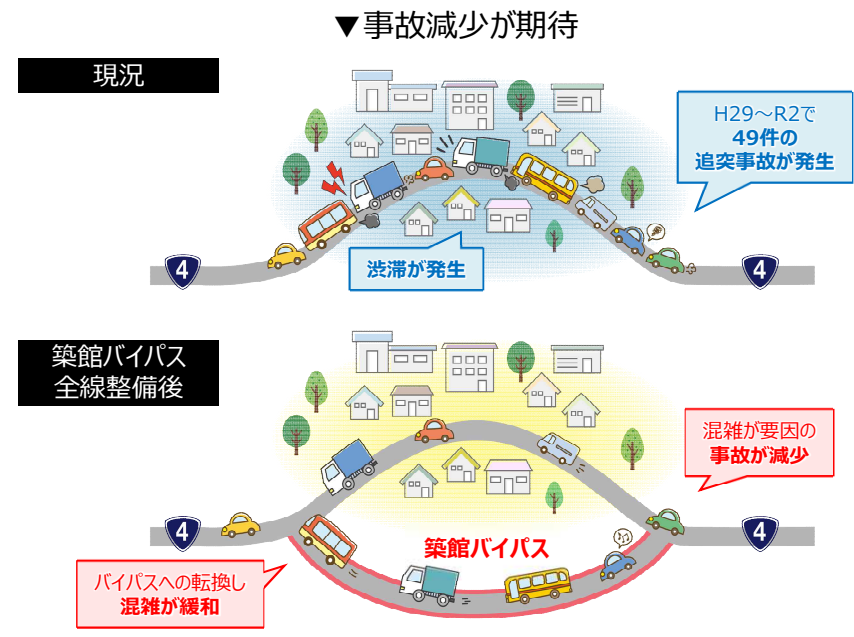 ▼事故減少が期待
現況
H29～R2で
49件の
追突事故が発生
渋滞が発生
4
4
築館バイパス
全線整備後
混雑が要因の
事故が減少
4
4
築館バイパス
バイパスへの転換し
混雑が緩和